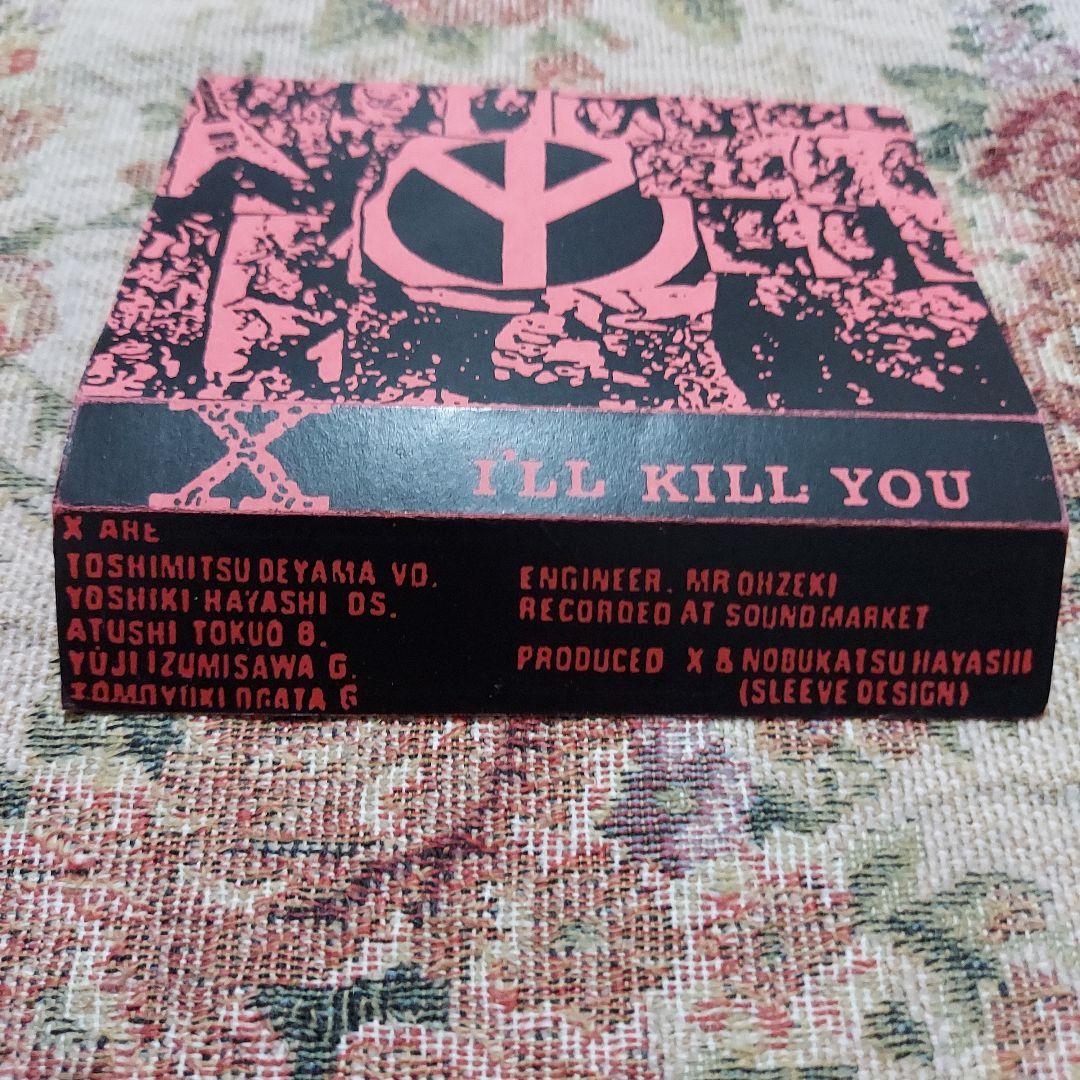 X
I'LL KILL YOU
X ARE
TOSHIMITSU DEYAMA VO.
YOSHIKI HAYASHI DS.
ATUSHI TOKUO B.
YUJI IZUMISAWA G.
TOMOYUKI OGATA G
ENGINEER. MR OHZEKI
RECORDED AT SOUND MARKET
PRODUCED X & NOBUKATSU HAYASHI
(SLEEVE DESIGN)